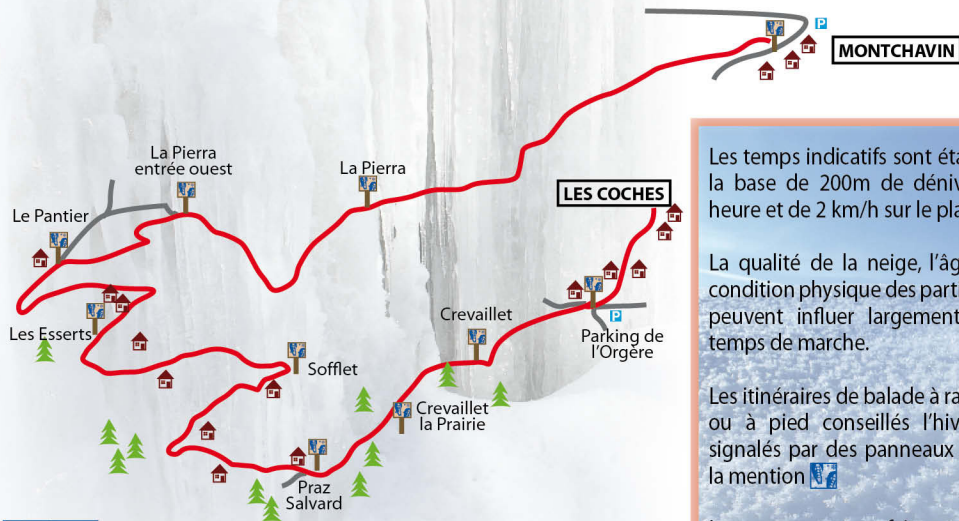 MONTCHAVIN
P
La Pierra
entrée ouest
La Pierra
LES COCHES
Le Pantier
Les Esserts
Sofflet
Crevaillet
P
Parking de
l'Orgère
Crevaillet
la Prairie
Praz
Salvard
Les temps indicatifs sont éta
la base de 200m de déniv
heure et de 2 km/h sur le pla
La qualité de la neige, l'âg
condition physique des parti
peuvent influer largement
temps de marche.
Les itinéraires de balade à ra
ou à pied conseillés l'hiv
signalés par des panneaux
la mention